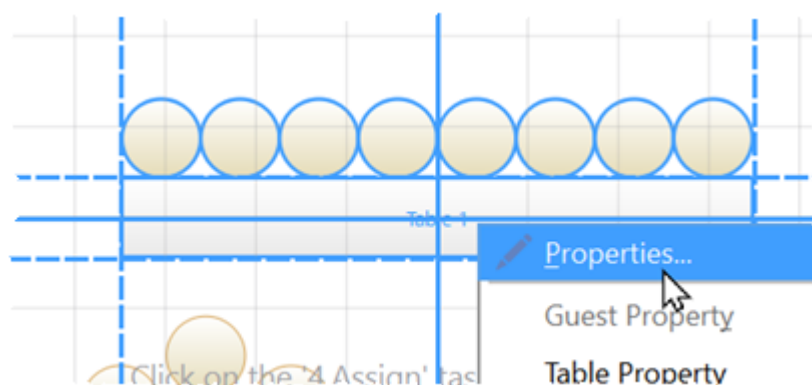 Table 1
Properties...
Guest Property
Click on the '4 Assign' tas
Table Property